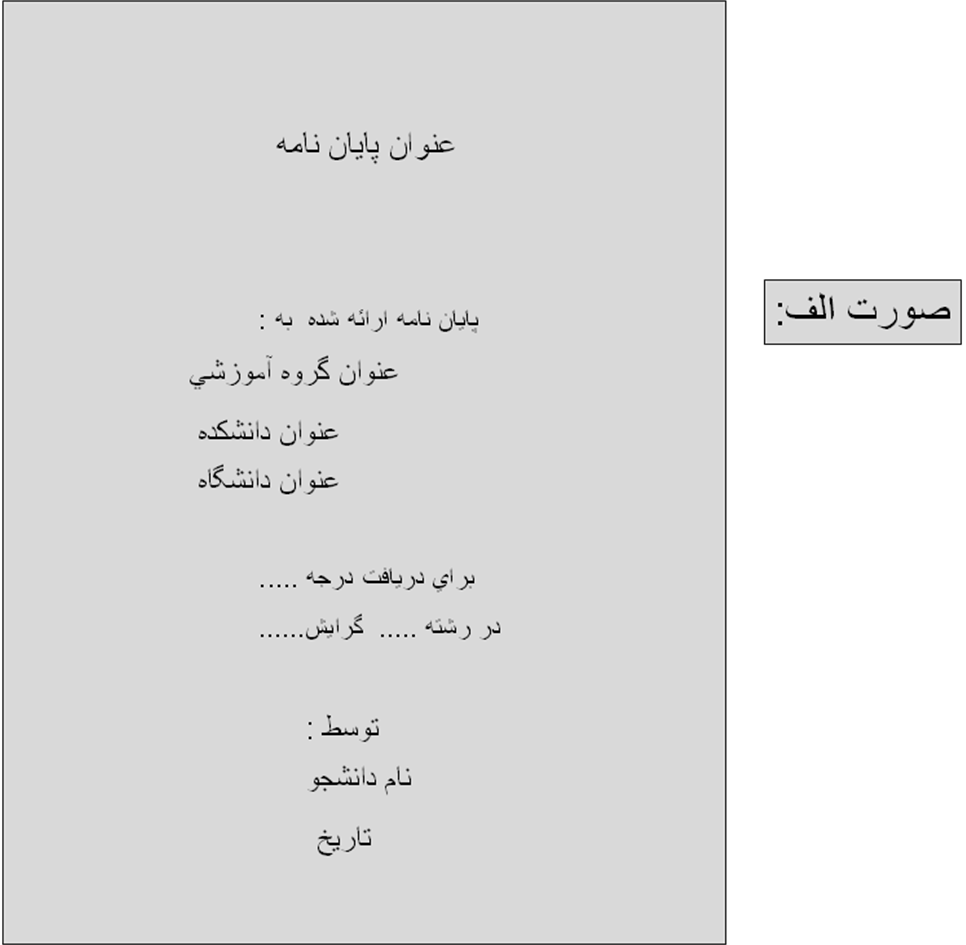 عنوان پايان نامه
صورت الف:
پايان نامه ارائه شده به :
عنوان گروه آموزشي
عنوان دانشكده
عنوان دانشگاه
براي دريافت درجه .....
در رشته ..... گرايش......
توسط :
نام دانشجو
تاريخ